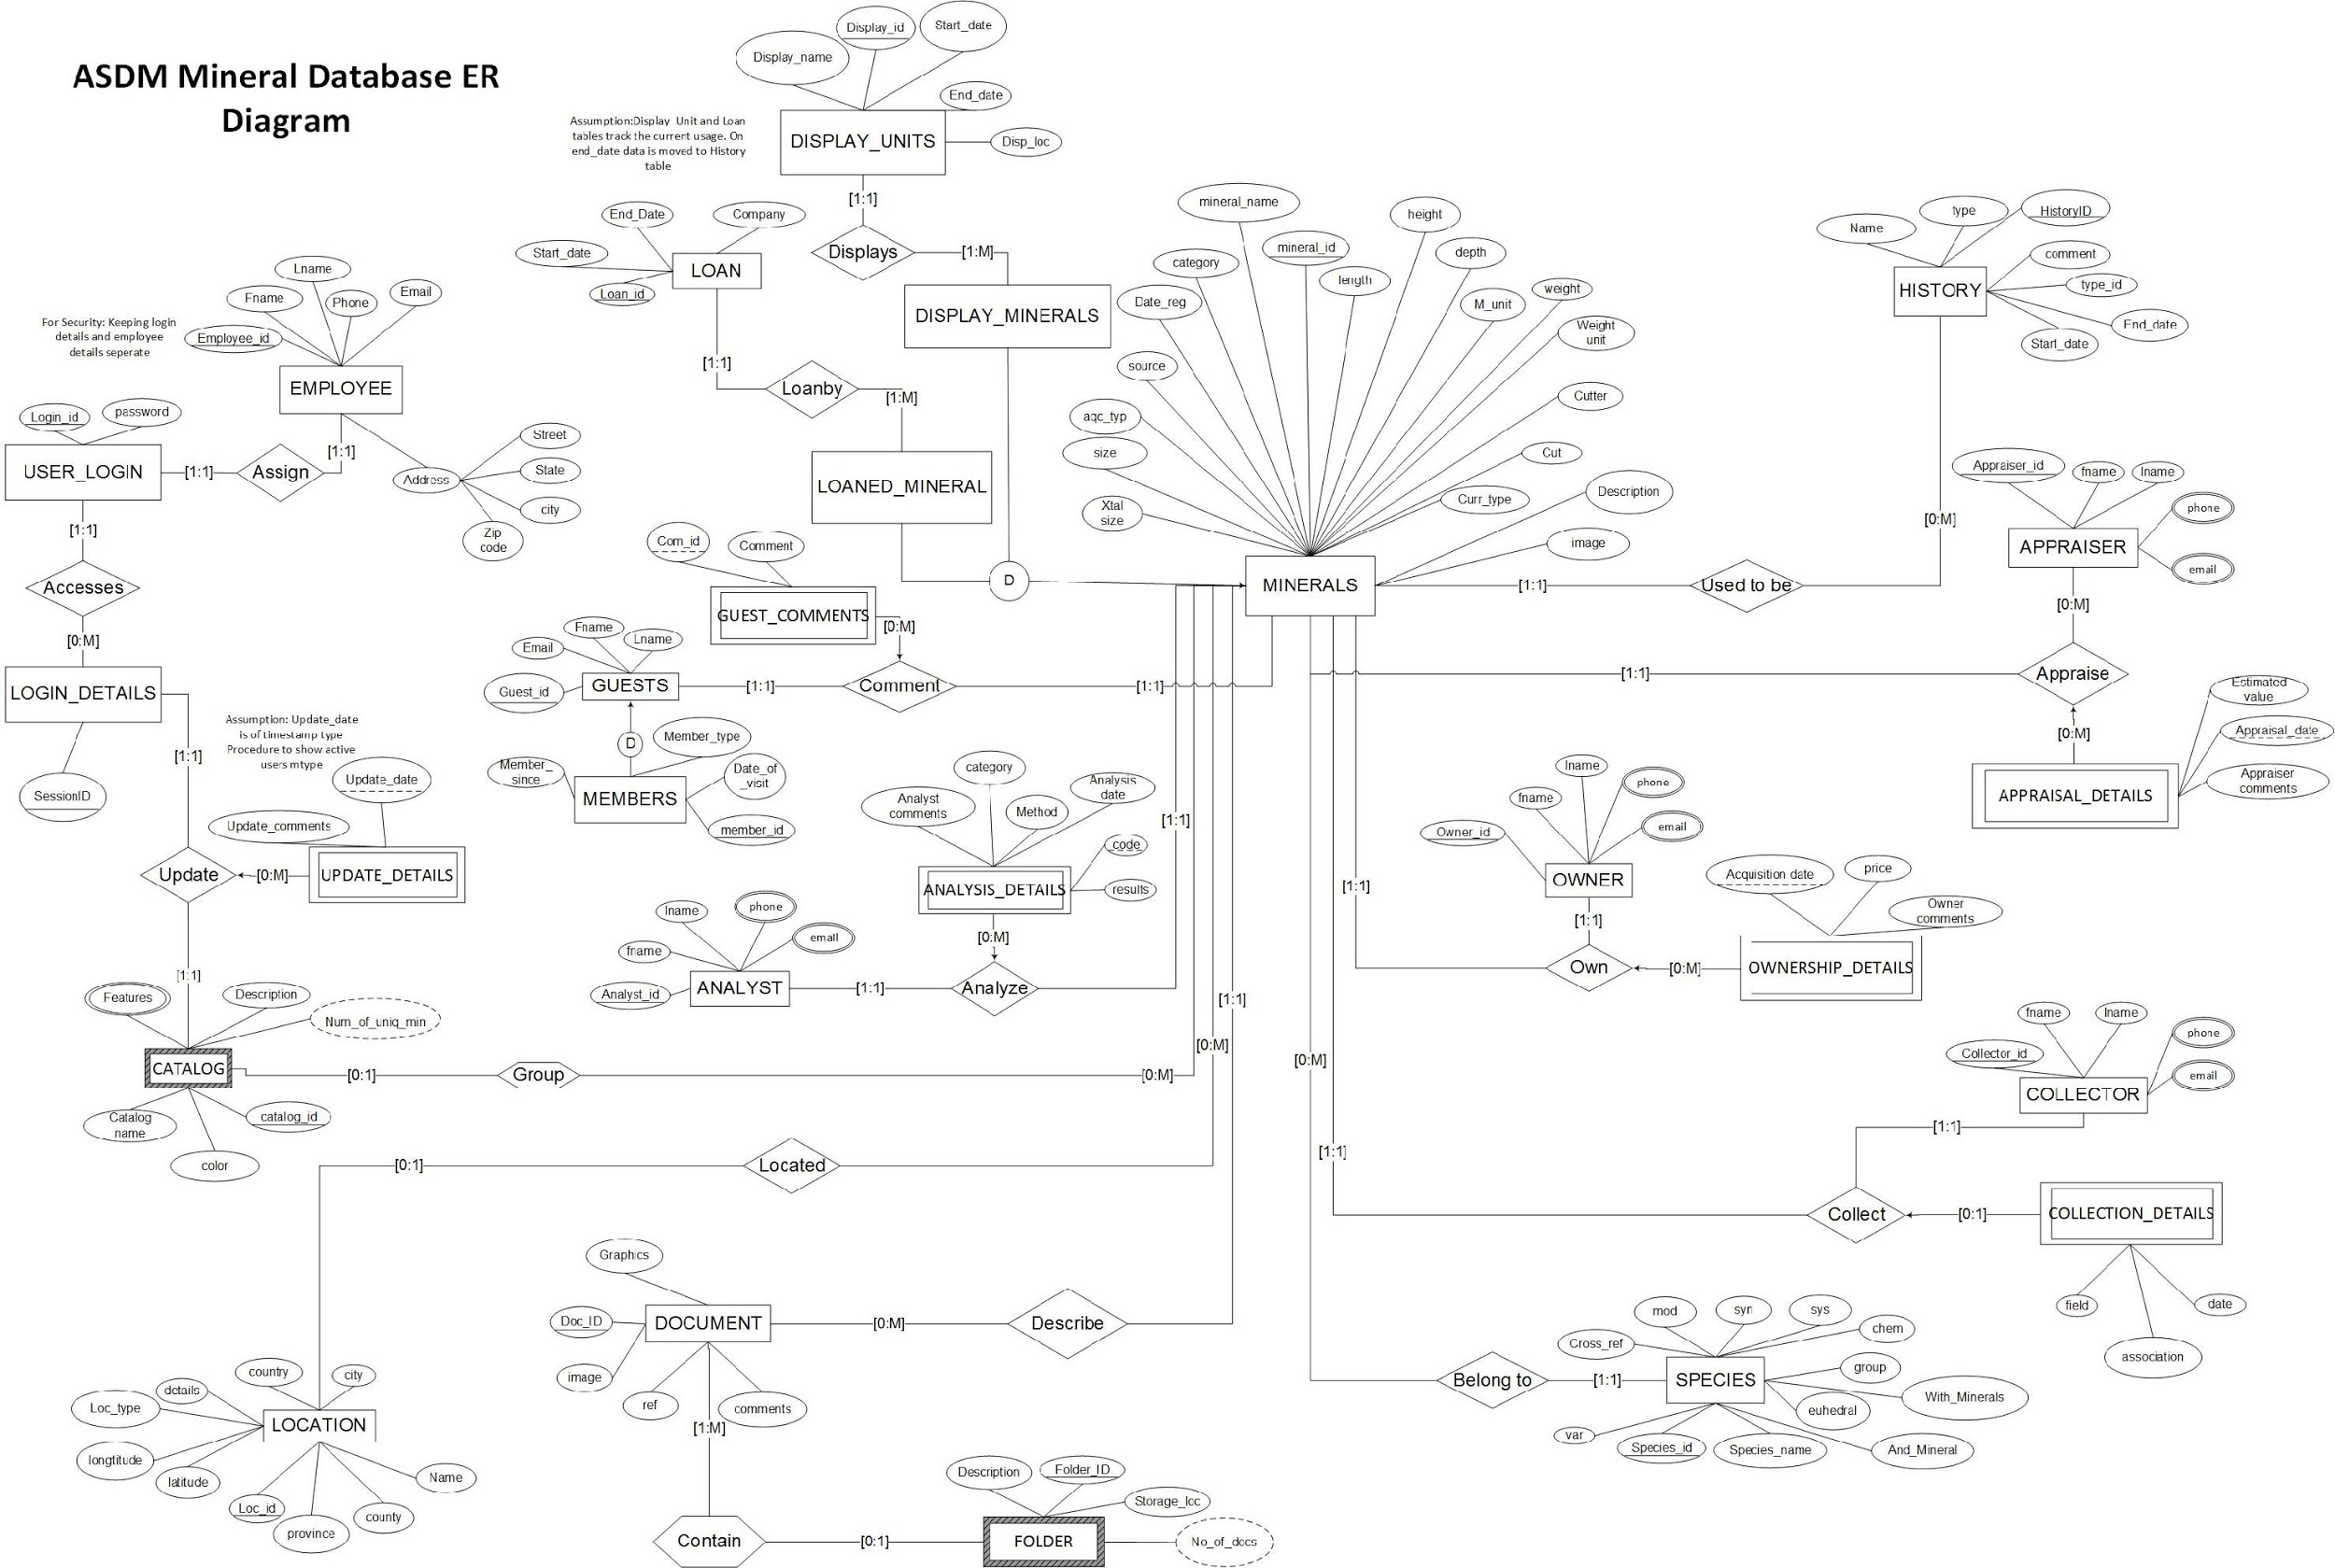 ASDM Mineral Database ER
Diagram
Display_name
Display_id
Start_date
End_date
Disp_loc
DISPLAY_UNITS
Assumption:Display Unit and Loan
tables track the current usage. On
end_date data is moved to History
table
[1:1]
Displays
[1:M]
DISPLAY_MINERALS
End_Date
Company
Start_date
Loan_id
LOAN
[1:1]
Loanby
[1:M]
LOANED_MINERAL
D
For Security: Keeping login
details and employee
details seperate
Lname
Fname
Phone
Email
Employee_id
EMPLOYEE
[1:1]
Street
State
Address
city
Zip
code
Login_id
password
USER_LOGIN
[1:1]
Assign
[1:1]
Accesses
[0:M]
LOGIN_DETAILS
SessionID
[1:1]
Assumption: Update_date
is of timestamp type
Procedure to show active
users mtype
Update_date
Update_comments
Update
[0:M]
UPDATE_DETAILS
[1:1]
Features
Description
Num_of_uniq_min
CATALOG
Catalog
name
catalog_id
color
[0:1]
Group
[0:M]
mineral_name
height
mineral_id
depth
category
length
Date_reg
M_unit
weight
Weight
unit
source
Cutter
aqc_typ
size
Cut
Xtal
size
Curr_type
Description
image
MINERALS
[1:1]
Used to be
[0:M]
Name
type
HistoryID
comment
type_id
End_date
Start_date
HISTORY
Appraiser_id
fname
lname
phone
email
APPRAISER
[0:M]
Appraise
[1:1]
[0:M]
Estimated
value
Appraisal_date
Appraiser
comments
APPRAISAL_DETAILS
Com_id
Comment
GUEST_COMMENTS
[0:M]
Fname
Lname
Email
Guest_id
GUESTS
[1:1]
Comment
[1:1]
D
Member_type
Member_
since
Date_of
_visit
MEMBERS
member_id
category
Analyst
comments
Method
Analysis
date
code
results
ANALYSIS_DETAILS
[0:M]
lname
phone
email
fname
Analyst_id
ANALYST
[1:1]
Analyze
[1:1]
lname
fname
phone
email
Owner_id
OWNER
[1:1]
Own
[1:1]
[0:M]
Acquisition date
price
Owner
comments
OWNERSHIP_DETAILS
fname
lname
phone
Collector_id
email
COLLECTOR
[1:1]
Collect
[1:1]
[0:1]
COLLECTION_DETAILS
field
date
association
[0:1]
Located
[0:M]
country
city
details
Loc_type
LOCATION
longtitude
latitude
Name
Loc_id
county
province
Graphics
Doc_ID
DOCUMENT
image
ref
comments
[0:M]
Describe
[1:1]
[1:M]
Contain
[0:1]
Description
Folder_ID
Storage_loc
FOLDER
No_of_docs
mod
syn
sys
chem
Cross_ref
group
SPECIES
With_Minerals
euhedral
var
Species_id
Species_name
And_Mineral
Belong to
[1:1]
[0:M]